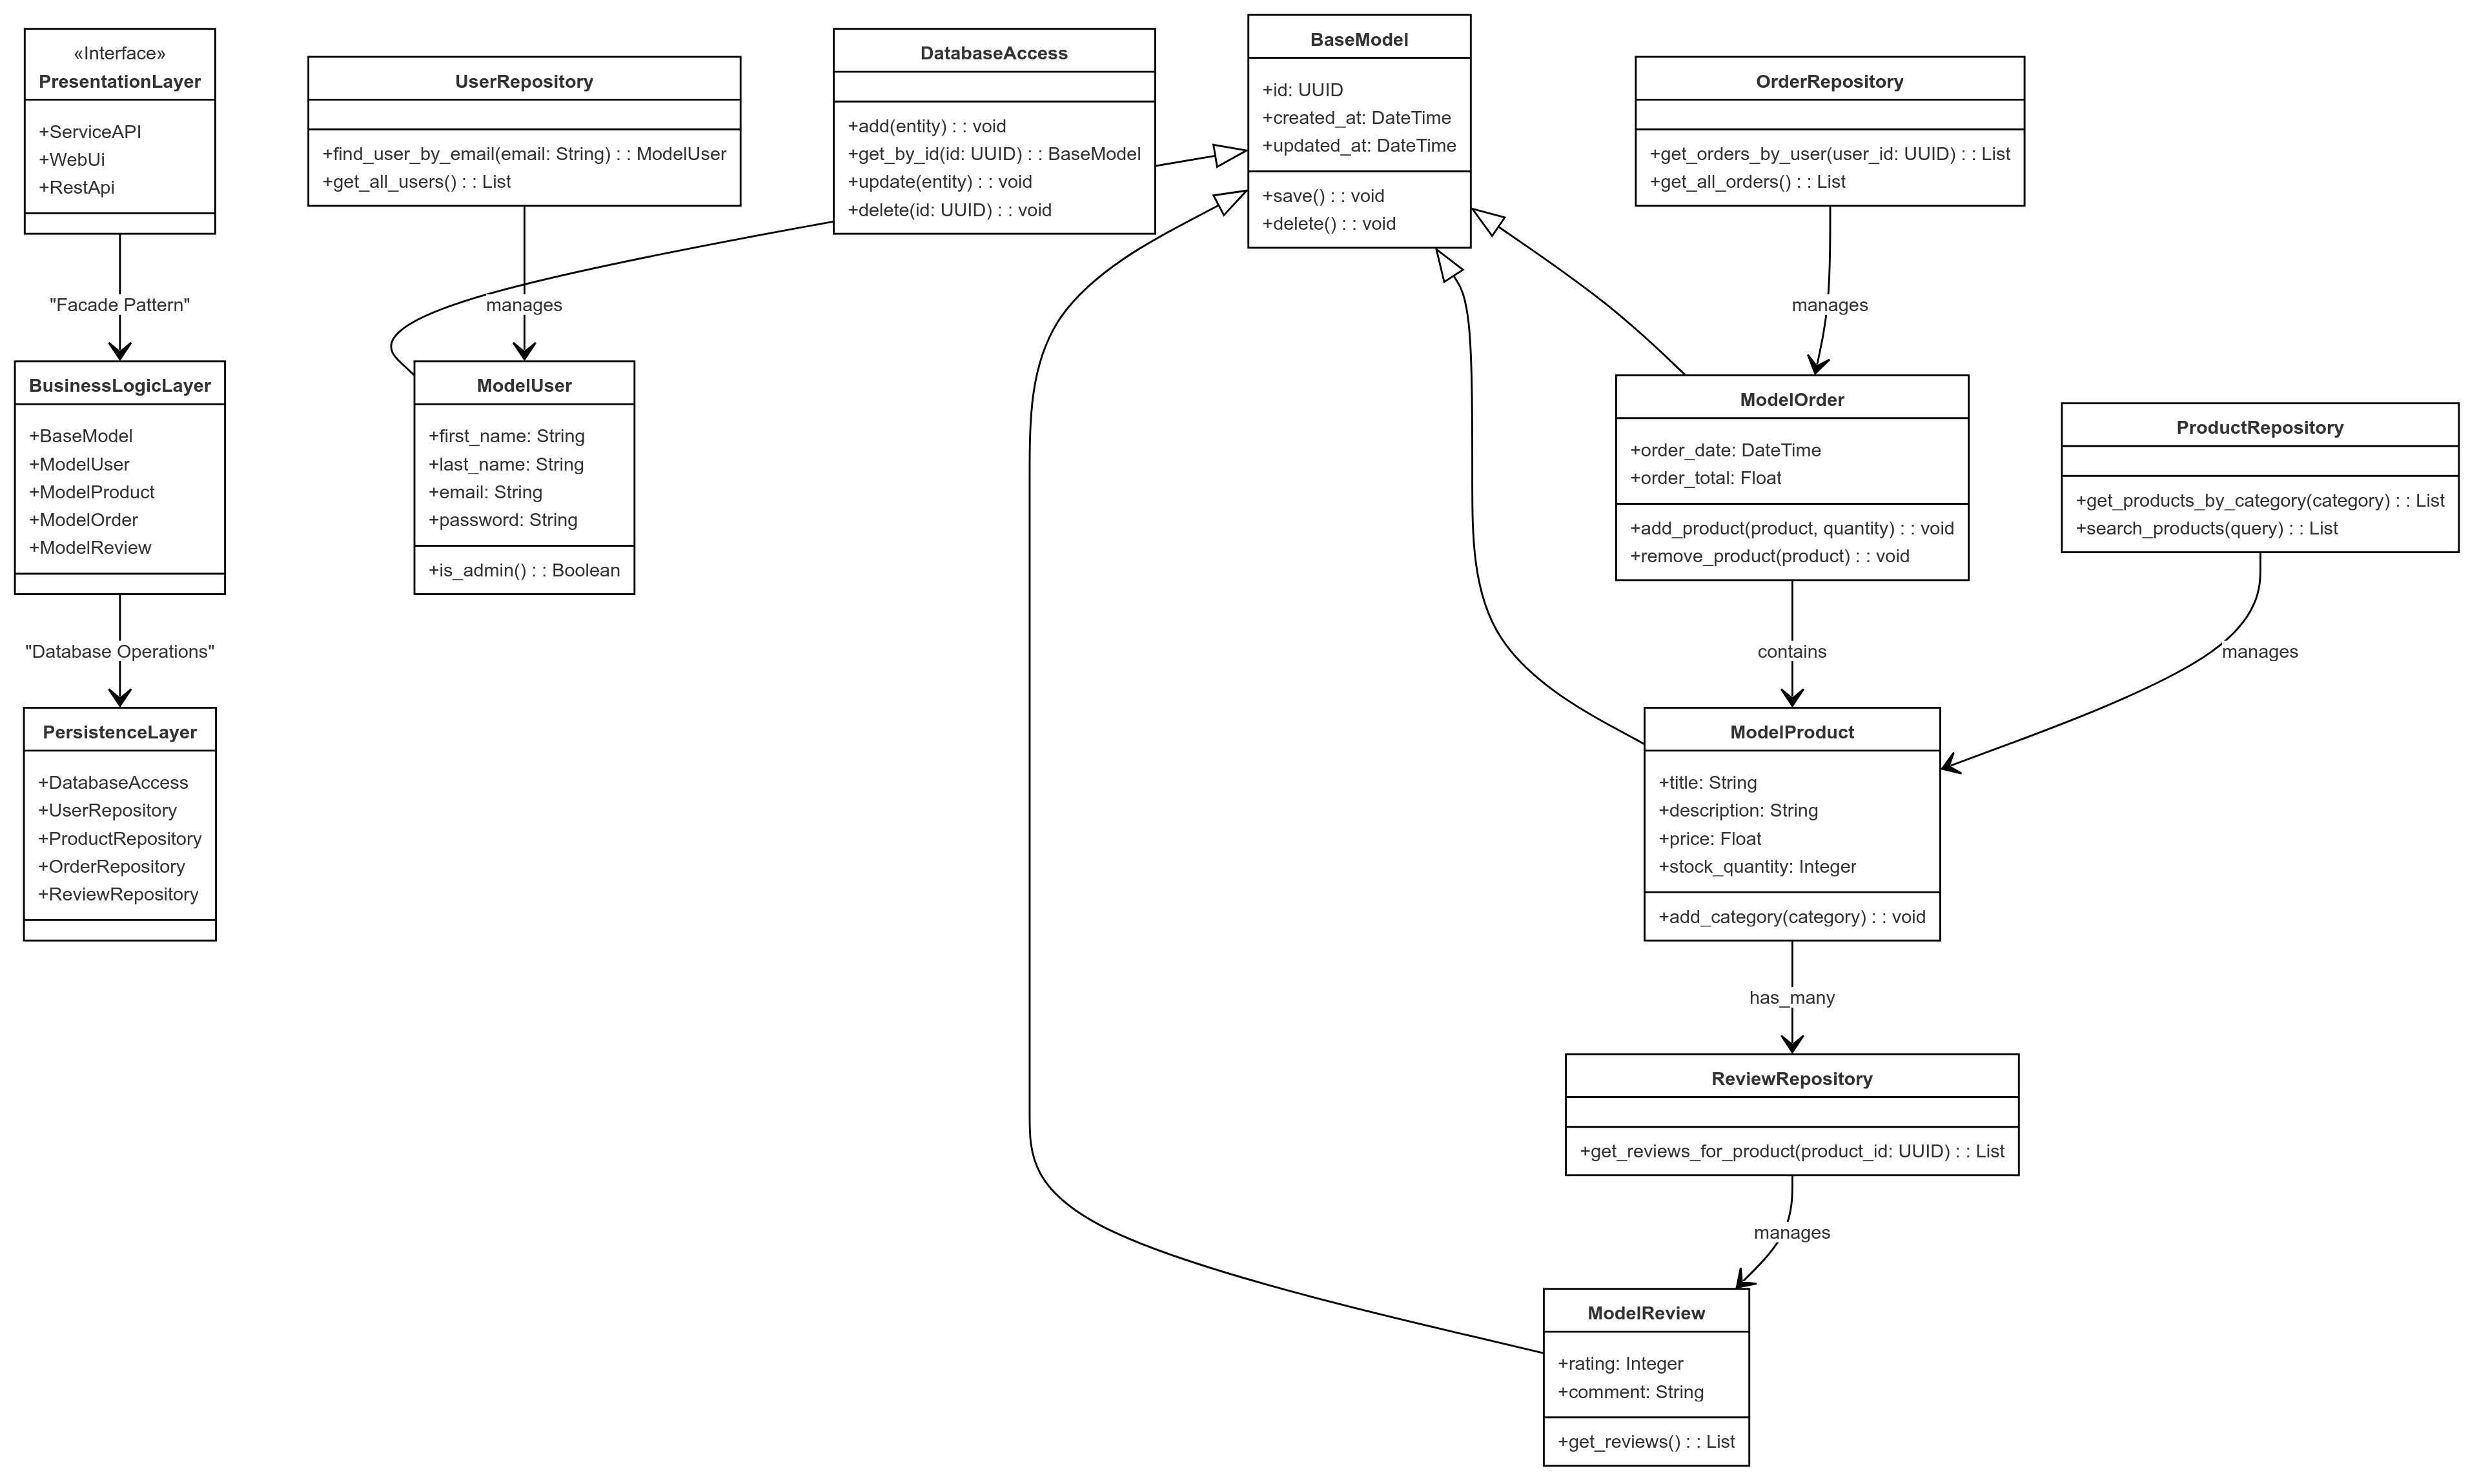 «Interface»
PresentationLayer
+ServiceAPI
+WebUi
+RestApi
"Facade Pattern"
BusinessLogicLayer
+BaseModel
+ModelUser
+ModelProduct
+ModelOrder
+ModelReview
"Database Operations"
PersistenceLayer
+DatabaseAccess
+UserRepository
+ProductRepository
+OrderRepository
+ReviewRepository
UserRepository
+find_user_by_email(email: String) : : ModelUser
+get_all_users() : : List
manages
ModelUser
+first_name: String
+last_name: String
+email: String
+password: String
+is_admin() : : Boolean
DatabaseAccess
+add(entity) : : void
+get_by_id(id: UUID) : : BaseModel
+update(entity) : : void
+delete(id: UUID) : : void
BaseModel
+id: UUID
+created_at: DateTime
+updated_at: DateTime
+save() : : void
+delete() : : void
OrderRepository
+get_orders_by_user(user_id: UUID) : : List
+get_all_orders() : : List
manages
ModelOrder
+order_date: DateTime
+order_total: Float
+add_product(product, quantity) : : void
+remove_product(product) : : void
ProductRepository
+get_products_by_category(category) : : List
+search_products(query) : : List
contains
manages
ModelProduct
+title: String
+description: String
+price: Float
+stock_quantity: Integer
+add_category(category) : : void
has_many
ReviewRepository
+get_reviews_for_product(product_id: UUID) : : List
manages
ModelReview
+rating: Integer
+comment: String
+get_reviews() : : List